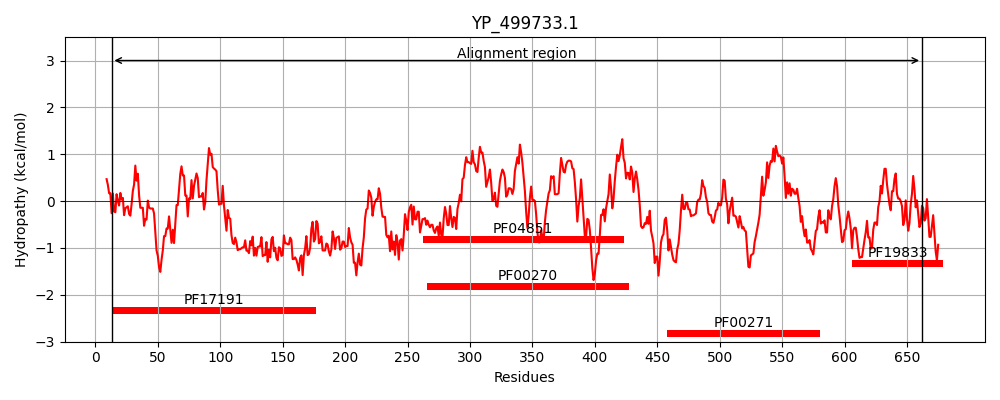 YP_499733.1
Alignment region
3
2
1
0
−1
−2
−3
Hydropathy (kcal/mol)
PF04851
PF19833
PF00270
PF17191
PF00271
0 50 100 150 200 250 300 350 400 450 500 550 600 650
Residues